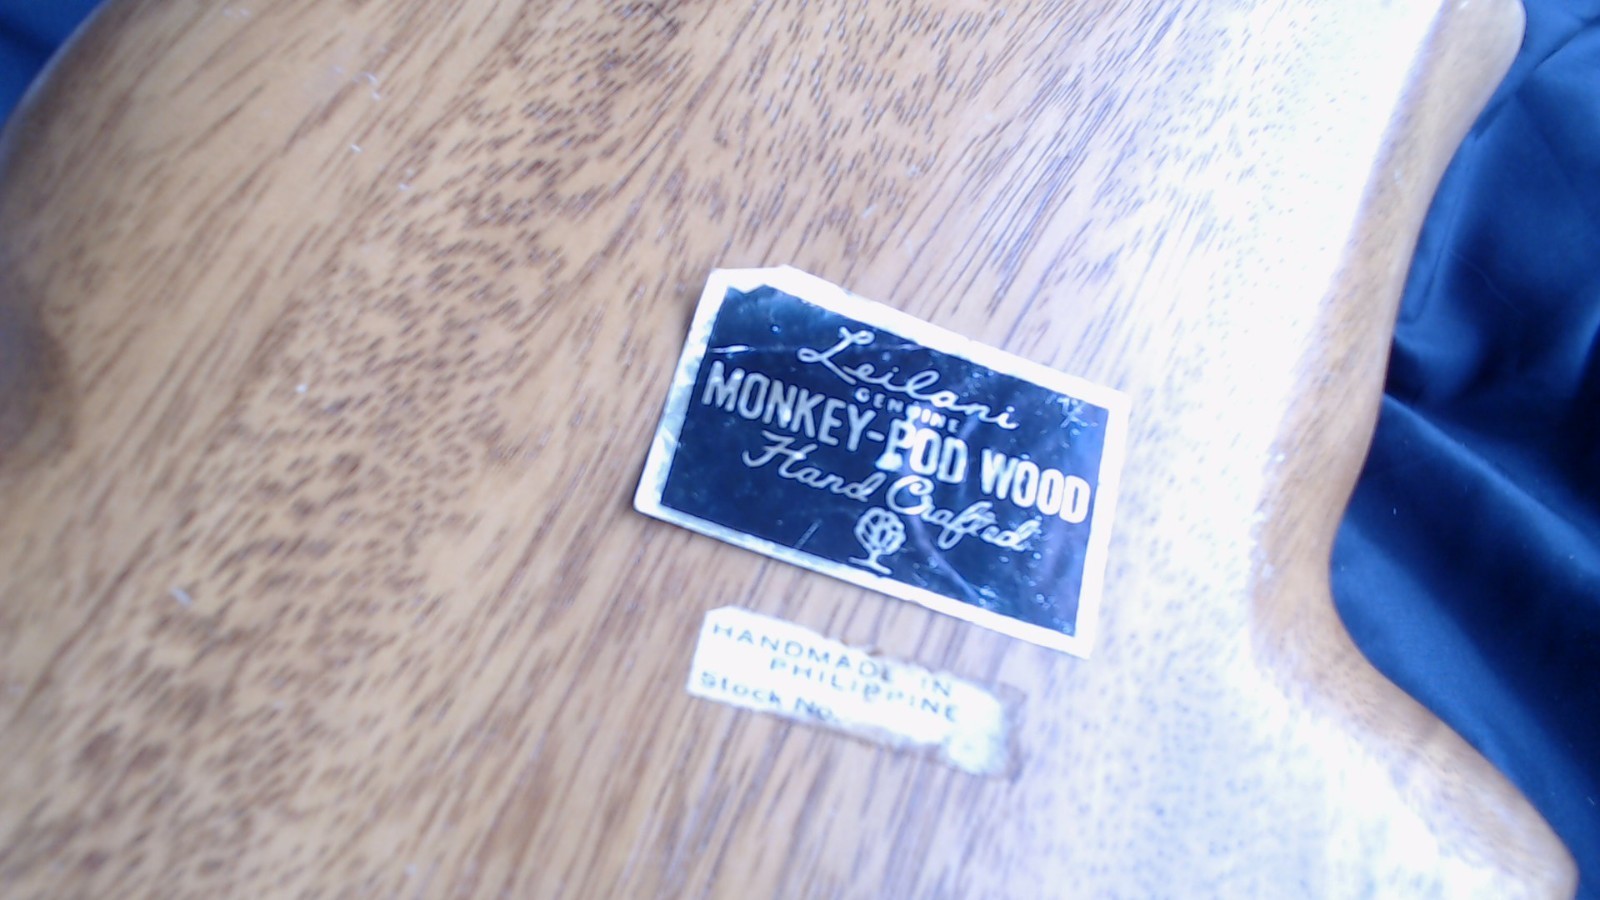 Leilani
GENUINE
MONKEY-POD WOOD
Hand Crafted
HANDMADE IN
PHILIPPINE
Stock No.